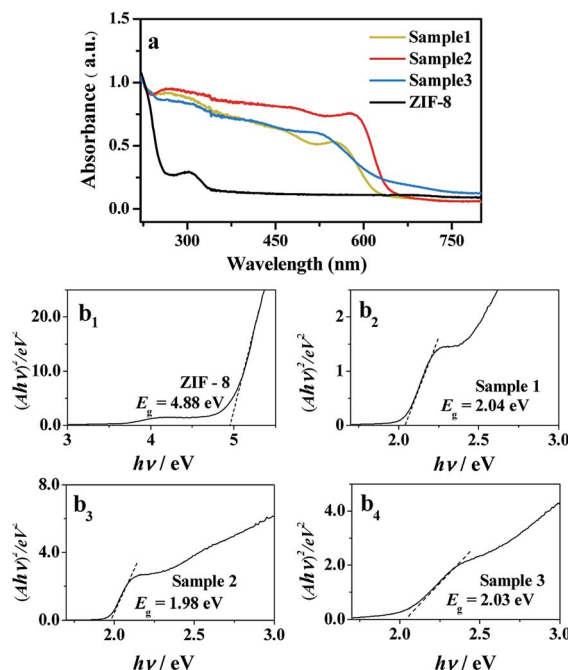 a
Sample1
Sample2
Sample3
ZIF-8
Absorbance ( a.u.)
1.5
1.0
0.5
0.0
300 450 600 750
Wavelength (nm)
b₁
ZIF - 8
E_g = 4.88 eV
(Ahν)²/eV²
20.0
10.0
0.0
3 4 5
hν / eV
b₂
Sample 1
E_g = 2.04 eV
(Ahν)²/eV²
2
1
0
2.0 2.5 3.0
hν / eV
b₃
Sample 2
E_g = 1.98 eV
(Ahν)²/eV²
8.0
4.0
0.0
2.0 2.5 3.0
hν / eV
b₄
Sample 3
E_g = 2.03 eV
(Ahν)²/eV²
4.0
2.0
0.0
2.0 2.5 3.0
hν / eV